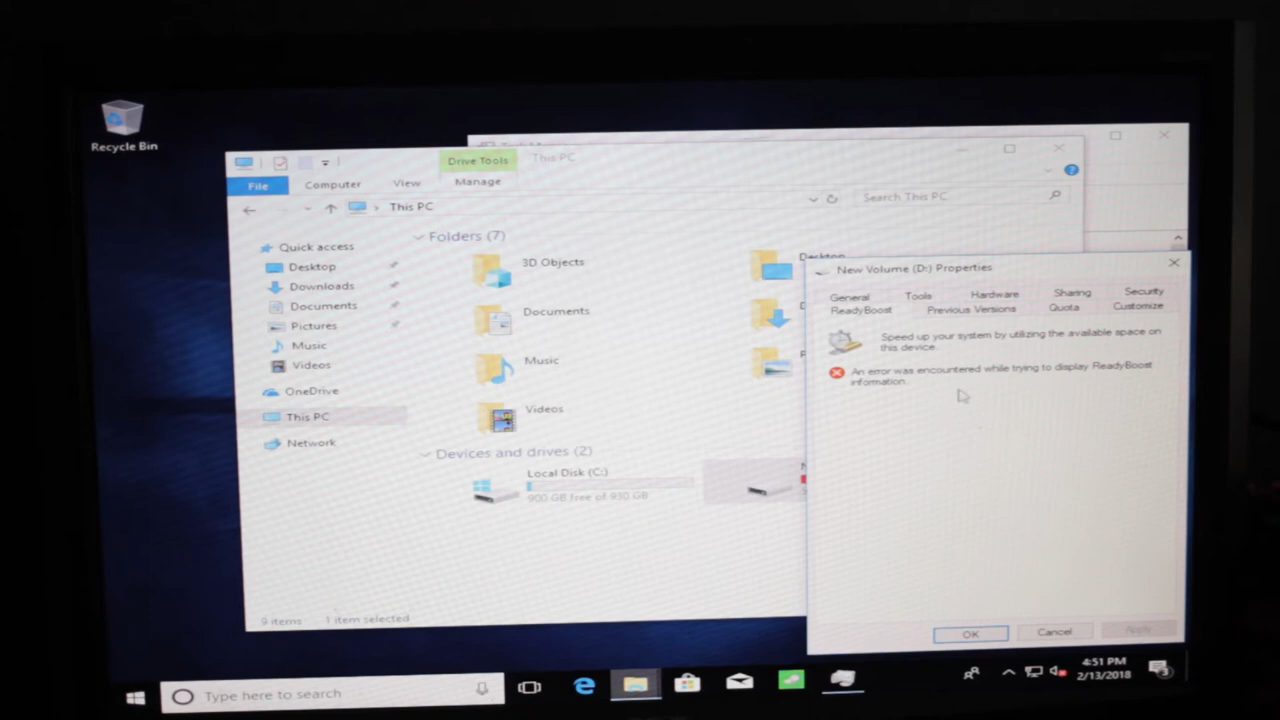 Recycle Bin
Drive Tools
This PC
File
Computer
View
Manage
This PC
Search This PC
Quick access
Desktop
Downloads
Documents
Pictures
Music
Videos
OneDrive
This PC
Network
Folders (7)
3D Objects
Desktop
Documents
Music
Videos
Devices and drives (2)
Local Disk (C:)
900 GB free of 930 GB
9 items
1 item selected
New Volume (D:) Properties
General
Tools
Hardware
Sharing
Security
ReadyBoost
Previous Versions
Quota
Customize
Speed up your system by utilizing the available space on
this device.
An error was encountered while trying to display ReadyBoost
information.
OK
Cancel
Apply
Type here to search
4:51 PM
2/13/2018